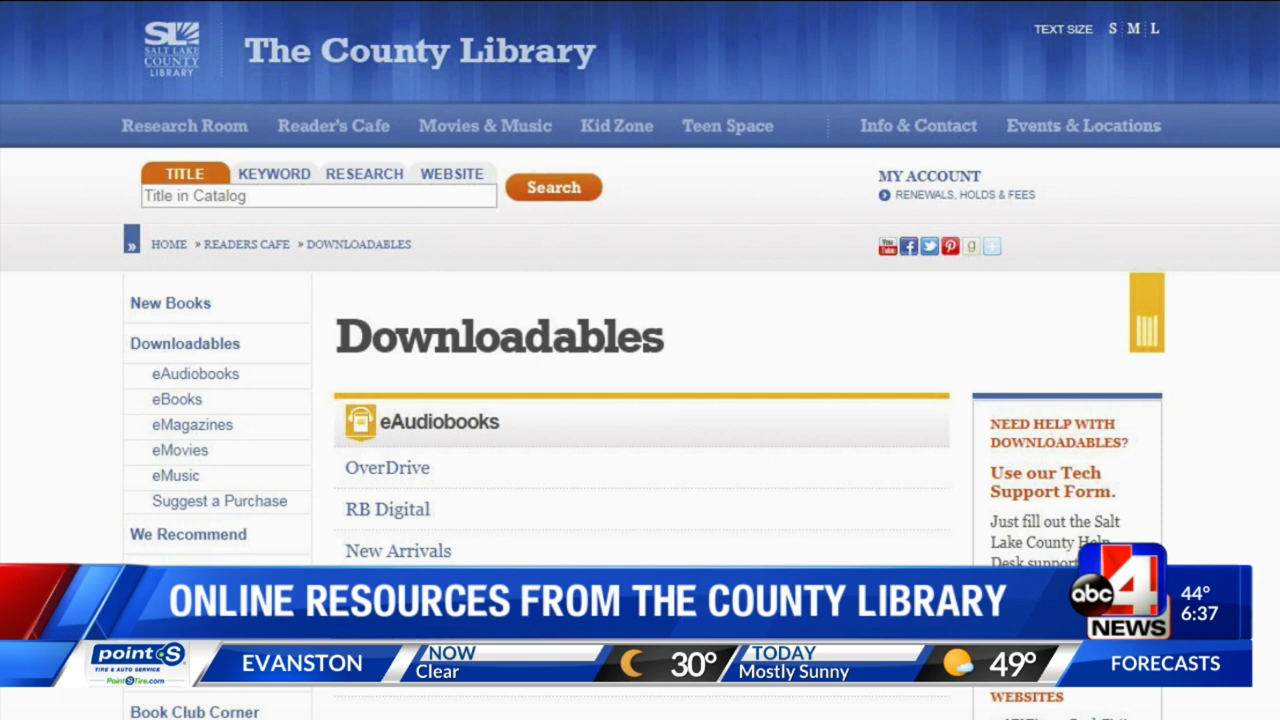 SL
SALT LAKE
COUNTY
LIBRARY
The County Library
TEXT SIZE S M L
Research Room Reader's Cafe Movies & Music Kid Zone Teen Space Info & Contact Events & Locations
TITLE KEYWORD RESEARCH WEBSITE
Title in Catalog
Search
MY ACCOUNT
RENEWALS, HOLDS & FEES
» HOME » READERS CAFE » DOWNLOADABLES
You
Tube
New Books
Downloadables
eAudiobooks
eBooks
eMagazines
eMovies
eMusic
Suggest a Purchase
We Recommend
Book Club Corner
Downloadables
eAudiobooks
OverDrive
RB Digital
New Arrivals
NEED HELP WITH
DOWNLOADABLES?
Use our Tech
Support Form.
Just fill out the Salt
Lake County Help
Desk support
WEBSITES
ONLINE RESOURCES FROM THE COUNTY LIBRARY
abc 4
NEWS
44°
6:37
point S
TIRE & AUTO SERVICE
PointSTire.com
EVANSTON
NOW
Clear
30°
TODAY
Mostly Sunny
49°
FORECASTS